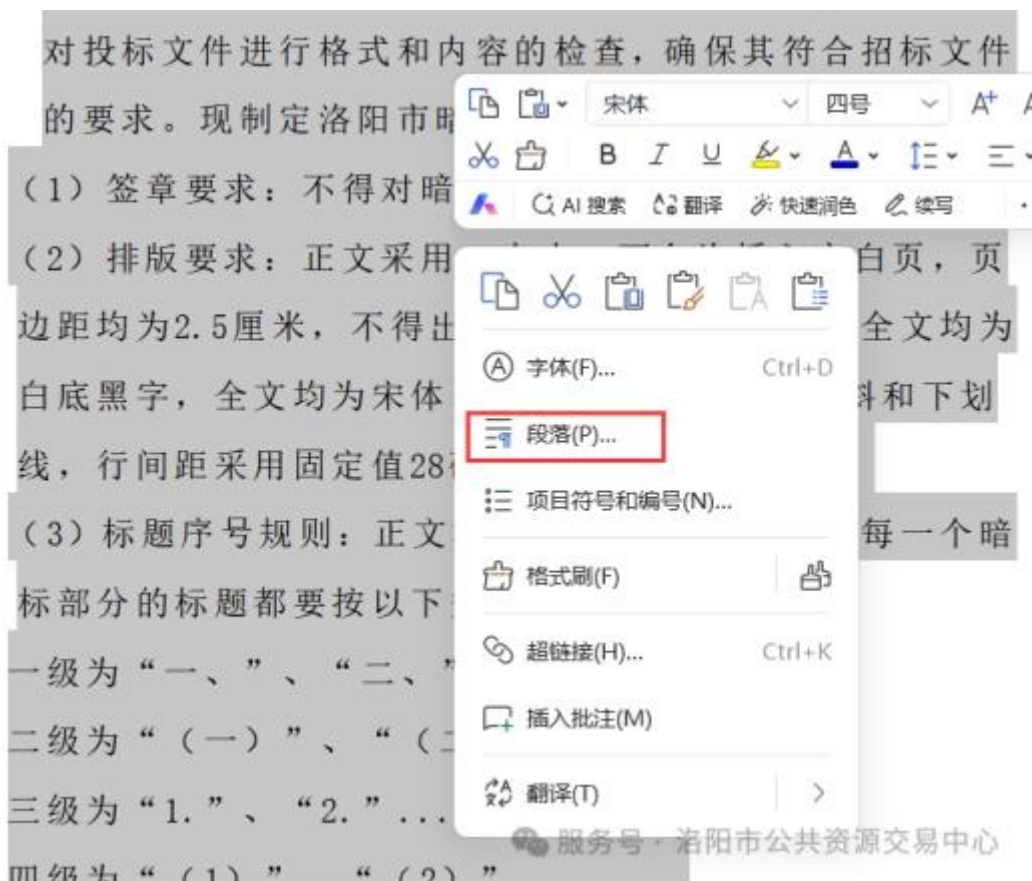 对投标文件进行格式和内容的检查，确保其符合招标文件
的要求。现制定洛阳市暗
宋体 四号 A+
B I U A
（1）签章要求：不得对暗
AI 搜索 翻译 快速润色 续写
（2）排版要求：正文采用
白页，页
边距均为2.5厘米，不得出
全文均为
字体(F)... Ctrl+D
白底黑字，全文均为宋体
斜和下划
段落(P)...
线，行间距采用固定值28
项目符号和编号(N)...
（3）标题序号规则：正文
每一个暗
格式刷(F)
标部分的标题都要按以下
超链接(H)... Ctrl+K
一级为“一、”、“二、”
插入批注(M)
二级为“（一）”、“（二
翻译(T)
三级为“1.”、“2.”...
服务号 · 洛阳市公共资源交易中心
四级为“（1）”、“（2）”